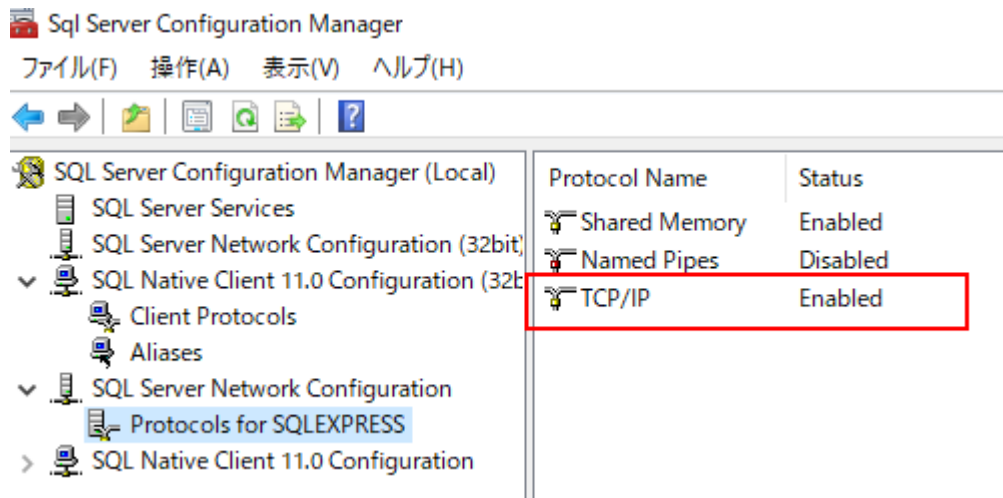 Sql Server Configuration Manager
ファイル(F) 操作(A) 表示(V) ヘルプ(H)
SQL Server Configuration Manager (Local)
SQL Server Services
SQL Server Network Configuration (32bit)
SQL Native Client 11.0 Configuration (32b
Client Protocols
Aliases
SQL Server Network Configuration
Protocols for SQLEXPRESS
SQL Native Client 11.0 Configuration
Protocol Name Status
Shared Memory Enabled
Named Pipes Disabled
TCP/IP Enabled